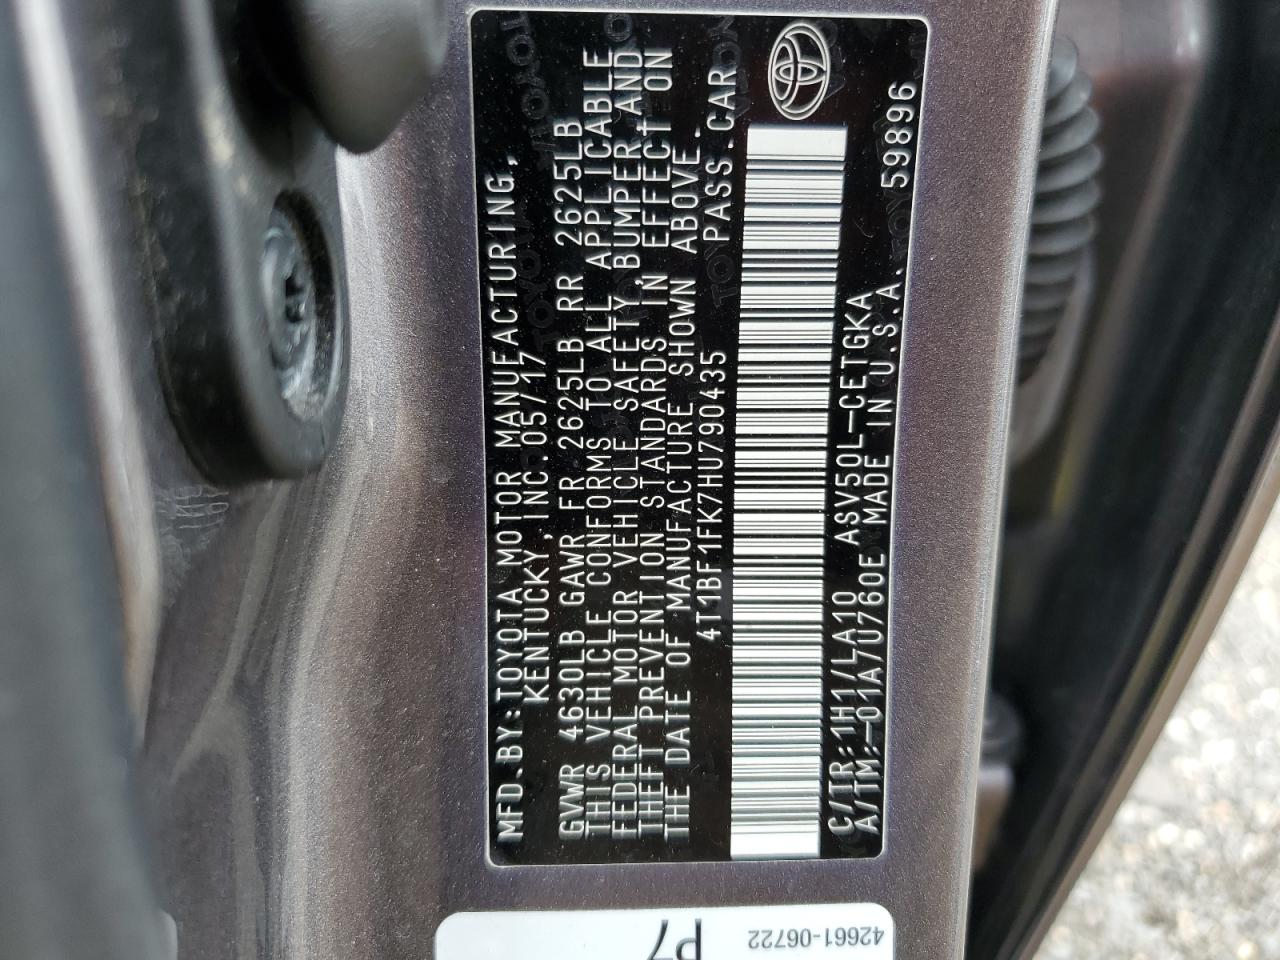 MFD.BY:TOYOTA MOTOR MANUFACTURING,
KENTUCKY,INC.05/17
GVWR 4630LB GAWR FR 2625LB RR 2625LB
THIS VEHICLE CONFORMS TO ALL APPLICABLE
FEDERAL MOTOR VEHICLE SAFETY,BUMPER,AND
THEFT PREVENTION STANDARDS IN EFFECT ON
THE DATE OF MANUFACTURE SHOWN ABOVE.
4T1BF1FK7HU790435 PASS.CAR
C/TR:1H1/LA10 ASV50L-CETGKA
A/TM:-01A/U760E MADE IN U.S.A. 59896
42661-06722
P7